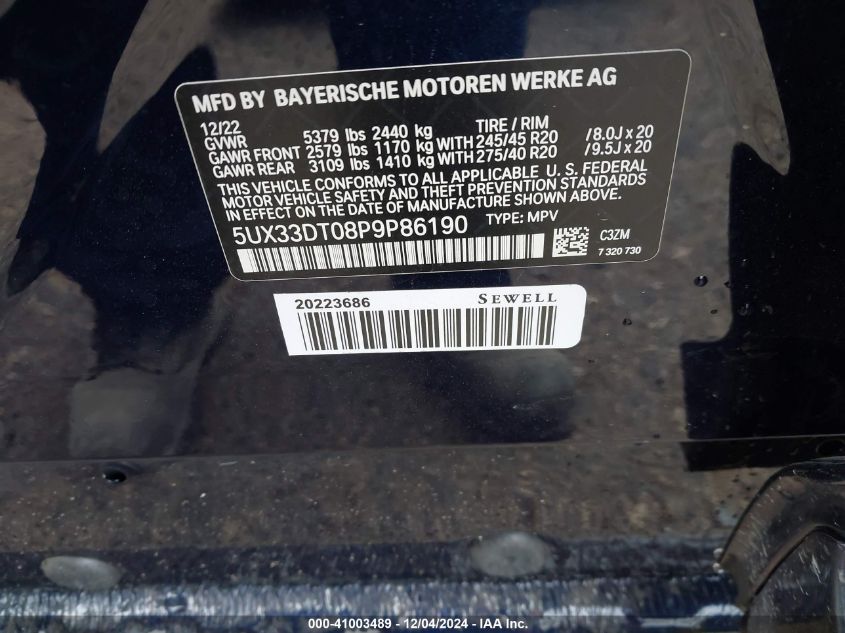 MFD BY BAYERISCHE MOTOREN WERKE AG
12/22 TIRE / RIM
GVWR 5379 lbs 2440 kg
GAWR FRONT 2579 lbs 1170 kg WITH 245/45 R20 /8.0J x 20
GAWR REAR 3109 lbs 1410 kg WITH 275/40 R20 /9.5J x 20
THIS VEHICLE CONFORMS TO ALL APPLICABLE U. S. FEDERAL
MOTOR VEHICLE SAFETY AND THEFT PREVENTION STANDARDS
IN EFFECT ON THE DATE OF MANUFACTURE SHOWN ABOVE.
5UX33DT08P9P86190 TYPE: MPV
C3ZM
7 320 730
20223686 SEWELL
000-41003489 - 12/04/2024 - IAA Inc.